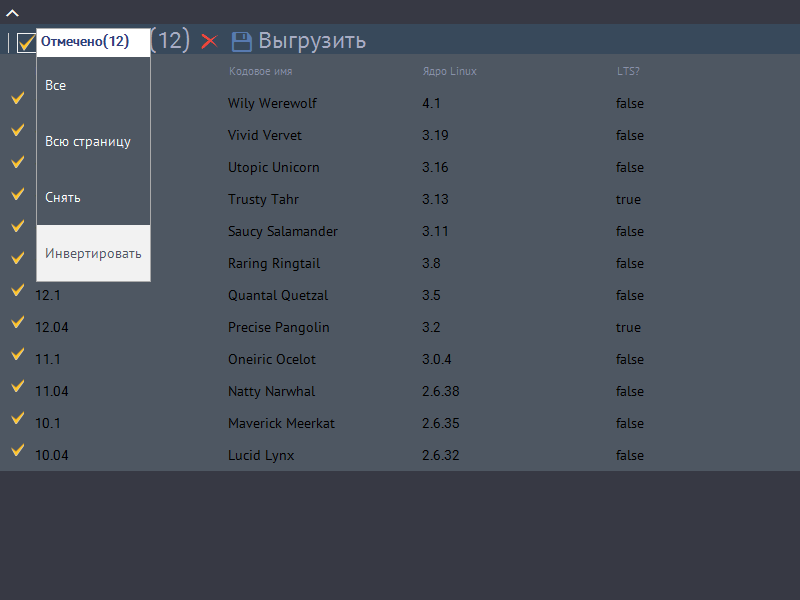 Отмечено(12) (12) Выгрузить
Кодовое имя Ядро Linux LTS?
Все
Wily Werewolf 4.1 false
Vivid Vervet 3.19 false
Всю страницу
Utopic Unicorn 3.16 false
Снять
Trusty Tahr 3.13 true
Saucy Salamander 3.11 false
Инвертировать
Raring Ringtail 3.8 false
12.1 Quantal Quetzal 3.5 false
12.04 Precise Pangolin 3.2 true
11.1 Oneiric Ocelot 3.0.4 false
11.04 Natty Narwhal 2.6.38 false
10.1 Maverick Meerkat 2.6.35 false
10.04 Lucid Lynx 2.6.32 false